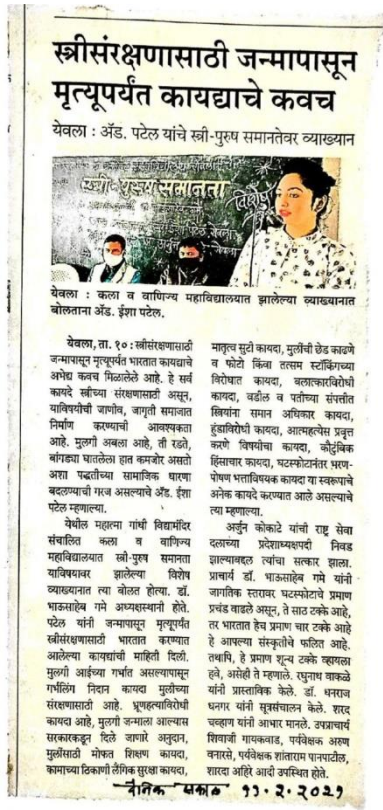 स्त्रीसंरक्षणासाठी जन्मापासून
मृत्यूपर्यंत कायद्याचे कवच
येवला : अ‍ॅड. पटेल यांचे स्त्री-पुरुष समानतेवर व्याख्यान
स्त्री-पुरुष समानता
येवला : कला व वाणिज्य महाविद्यालयात झालेल्या व्याख्यानात
बोलताना अ‍ॅड. ईशा पटेल.
येवला, ता. १० : स्त्रीसंरक्षणासाठी
जन्मापासून मृत्यूपर्यंत भारतात कायद्याचे
अभेद्य कवच मिळालेले आहे. हे सर्व
कायदे स्त्रीच्या संरक्षणासाठी असून,
याविषयीची जाणीव, जागृती समाजात
निर्माण करण्याची आवश्यकता
आहे. मुलगी अबला आहे, ती रडते,
बांगड्या घातलेला हात कमजोर असतो
अशा पद्धतीच्या सामाजिक धारणा
बदलण्याची गरज असल्याचे अ‍ॅड. ईशा
पटेल म्हणाल्या.
येथील महात्मा गांधी विद्यामंदिर
संचालित कला व वाणिज्य
महाविद्यालयात स्त्री-पुरुष समानता
याविषयावर झालेल्या विशेष
व्याख्यानात त्या बोलत होत्या. डॉ.
भाऊसाहेब गमे अध्यक्षस्थानी होते.
पटेल यांनी जन्मापासून मृत्यूपर्यंत
स्त्रीसंरक्षणासाठी भारतात करण्यात
आलेल्या कायद्यांची माहिती दिली.
मुलगी आईच्या गर्भात असल्यापासून
गर्भलिंग निदान कायदा मुलीच्या
संरक्षणासाठी आहे. भ्रूणहत्याविरोधी
कायदा आहे, मुलगी जन्माला आल्यास
सरकारकडून दिले जाणारे अनुदान,
मुलींसाठी मोफत शिक्षण कायदा,
कामाच्या ठिकाणी लैंगिक सुरक्षा कायदा,
मातृत्व सुटी कायदा, मुलींची छेड काढणे
व फोटो किंवा तत्सम स्टॉकिंगच्या
विरोधात कायदा, बलात्कारविरोधी
कायदा, वडील व पतीच्या संपत्तीत
स्त्रियांना समान अधिकार कायदा,
हुंडाविरोधी कायदा, आत्महत्येस प्रवृत्त
करणे विषयीचा कायदा, कौटुंबिक
हिंसाचार कायदा, घटस्फोटानंतर भरण-
पोषण भत्ताविषयक कायदा या स्वरूपाचे
अनेक कायदे करण्यात आले असल्याचे
त्या म्हणाल्या.
अर्जुन कोकाटे यांची राष्ट्र सेवा
दलाच्या प्रदेशाध्यक्षपदी निवड
झाल्याबद्दल त्यांचा सत्कार झाला.
प्राचार्य डॉ. भाऊसाहेब गमे यांनी
जागतिक स्तरावर घटस्फोटाचे प्रमाण
प्रचंड वाढले असून, ते साठ टक्के आहे,
तर भारतात हेच प्रमाण चार टक्के आहे
हे आपल्या संस्कृतीचे फलित आहे.
तथापि, हे प्रमाण शून्य टक्के व्हायला
हवे, असेही ते म्हणाले. रघुनाथ वाकळे
यांनी प्रास्ताविक केले. डॉ. धनराज
धनगर यांनी सूत्रसंचालन केले. शरद
चव्हाण यांनी आभार मानले. उपप्राचार्य
शिवाजी गायकवाड, पर्यवेक्षक अरुण
वनारसे, पर्यवेक्षक शांताराम पानपाटील,
शारदा अहिरे आदी उपस्थित होते.
दैनिक सकाळ ११.२.२०२१